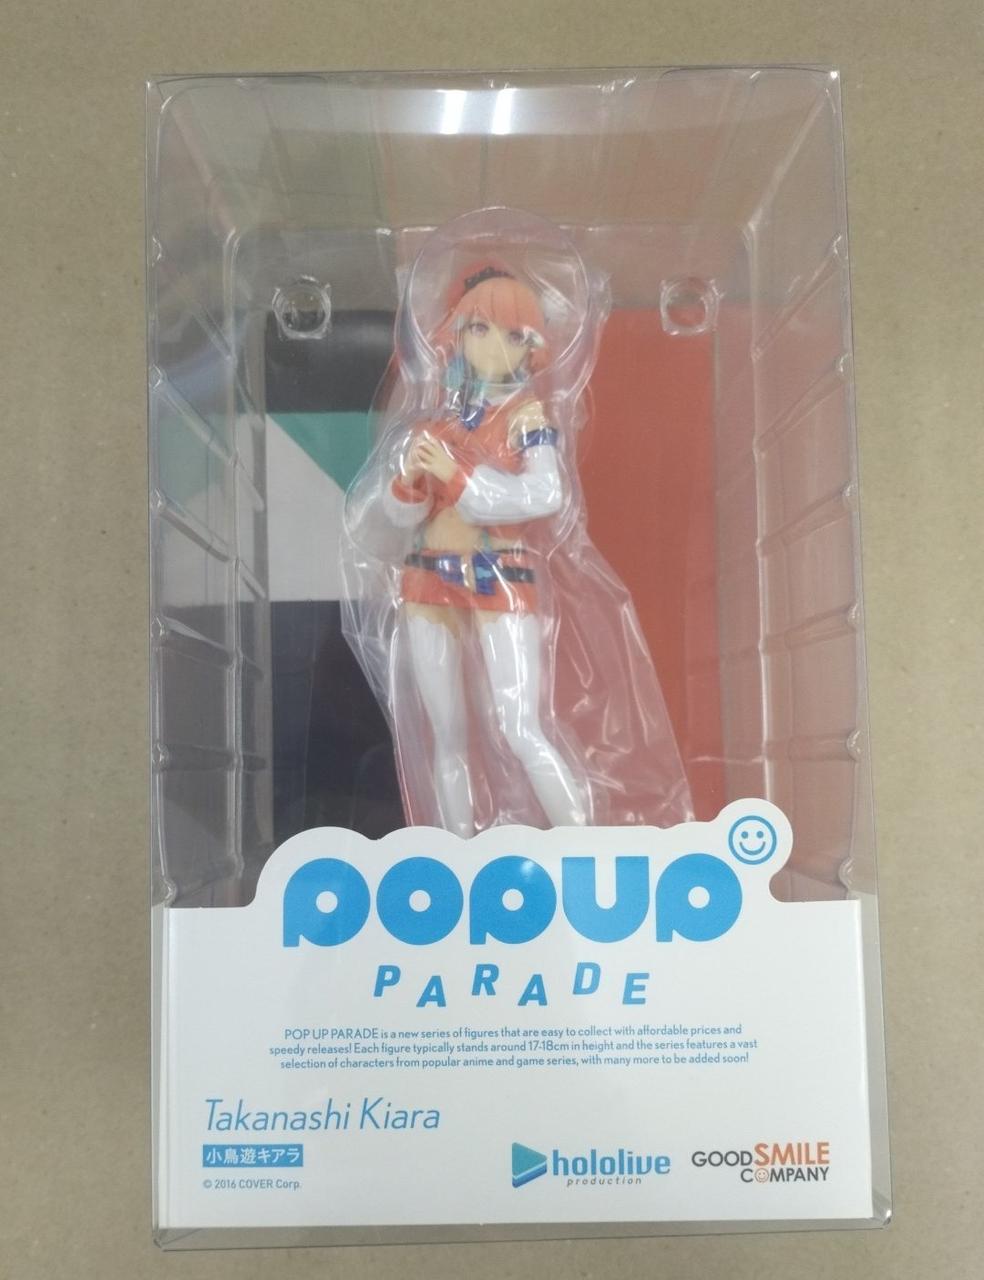 POPUP
PARADE
POP UP PARADE is a new series of figures that are easy to collect with affordable prices and
speedy releases! Each figure typically stands around 17-18cm in height and the series features a vast
selection of characters from popular anime and game series, with many more to be added soon!
Takanashi Kiara
小鳥遊キアラ
© 2016 COVER Corp.
hololive
production
GOOD SMILE
COMPANY